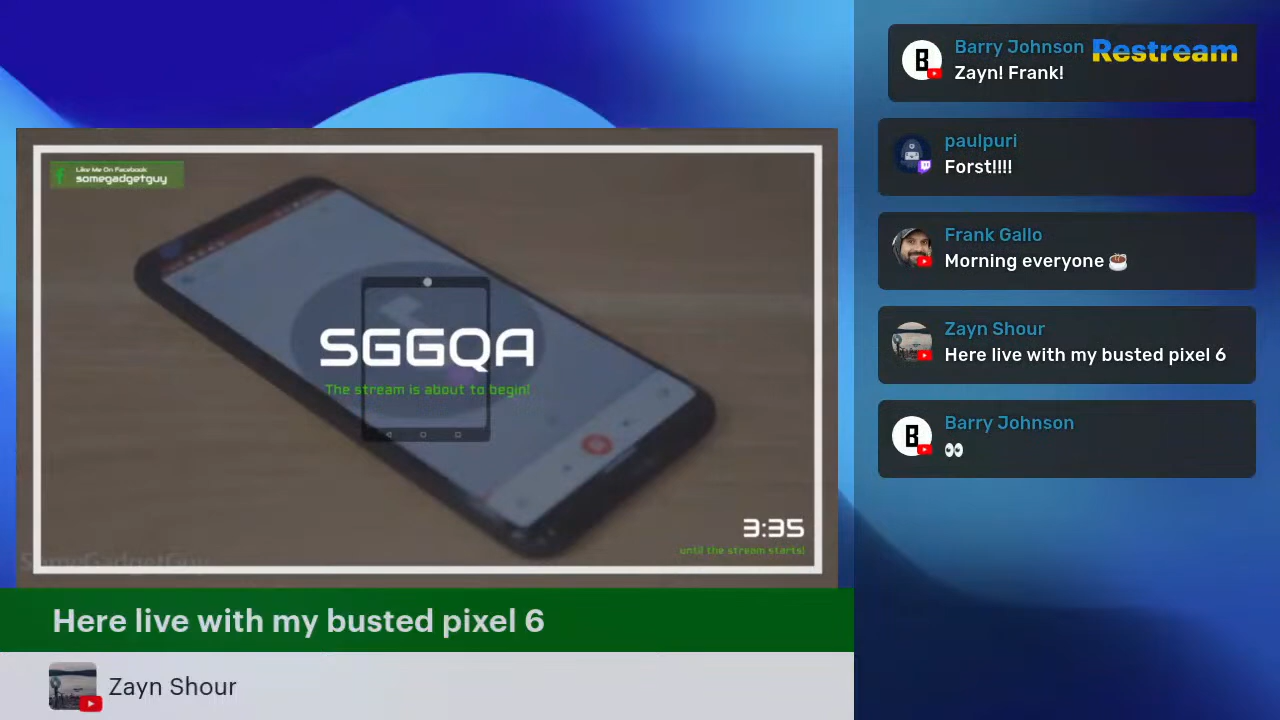 Like Me On Facebook
somegadgetguy
SGGQA
The stream is about to begin!
3:35
until the stream starts!
SomeGadgetGuy
Here live with my busted pixel 6
Zayn Shour
Restream
Barry Johnson
Zayn! Frank!
paulpuri
Forst!!!!
Frank Gallo
Morning everyone ☕
Zayn Shour
Here live with my busted pixel 6
Barry Johnson
👀